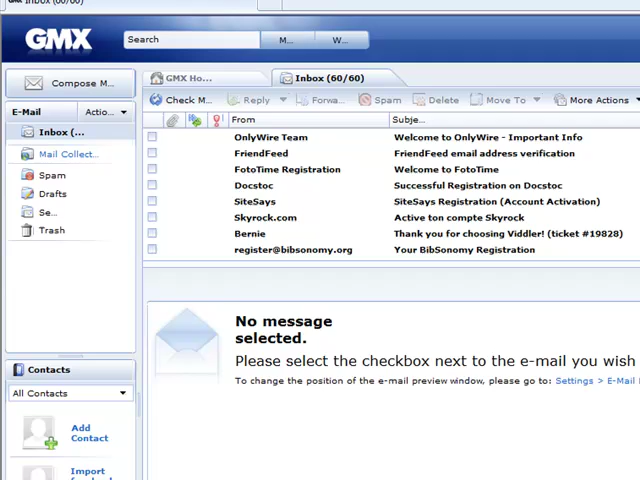 Inbox (60/60)
GMX Search M... W...
Compose M...
GMX Ho... Inbox (60/60)
Check M... Reply Forwa... Spam Delete Move To More Actions
E-Mail Actio...
From Subje...
Inbox (...
Mail Collect...
Spam
Drafts
Se...
Trash
OnlyWire Team Welcome to OnlyWire - Important Info
FriendFeed FriendFeed email address verification
FotoTime Registration Welcome to FotoTime
Docstoc Successful Registration on Docstoc
SiteSays SiteSays Registration (Account Activation)
Skyrock.com Active ton compte Skyrock
Bernie Thank you for choosing Viddler! (ticket #19828)
register@bibsonomy.org Your BibSonomy Registration
No message
selected.
Please select the checkbox next to the e-mail you wish
To change the position of the e-mail preview window, please go to: Settings > E-Mail
Contacts
All Contacts
Add
Contact
Import